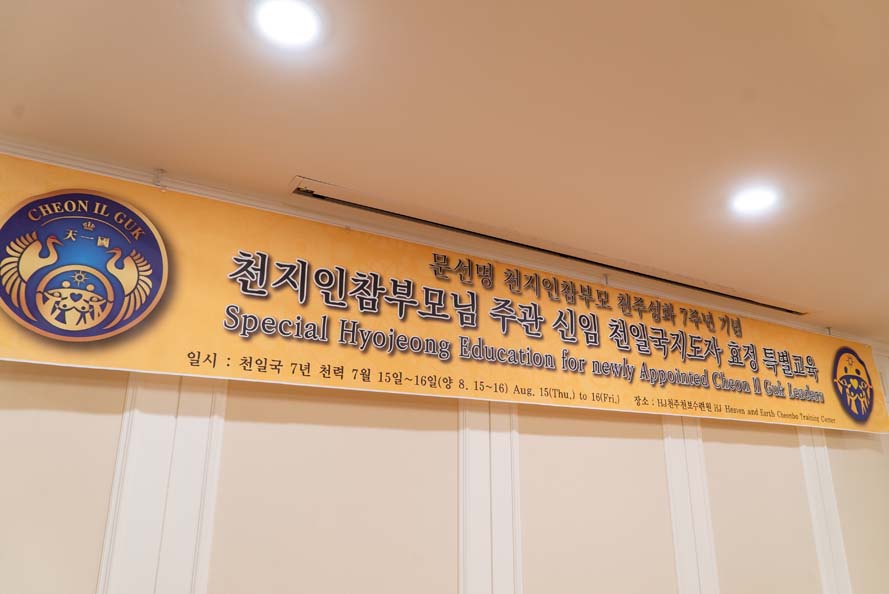 CHEON IL GUK
天一國
문선명 천지인참부모 천주성화 7주년 기념
천지인참부모님 주관 신임 천일국지도자 효정 특별교육
Special Hyojeong Education for newly Appointed Cheon Il Guk Leaders
일시 : 천일국 7년 천력 7월 15일~16일(양 8. 15~16) Aug, 15(Thu,) to 16(Fri,) 장소 : HJ천주천보수련원 HJ Heaven and Earth Cheonbo Training Center